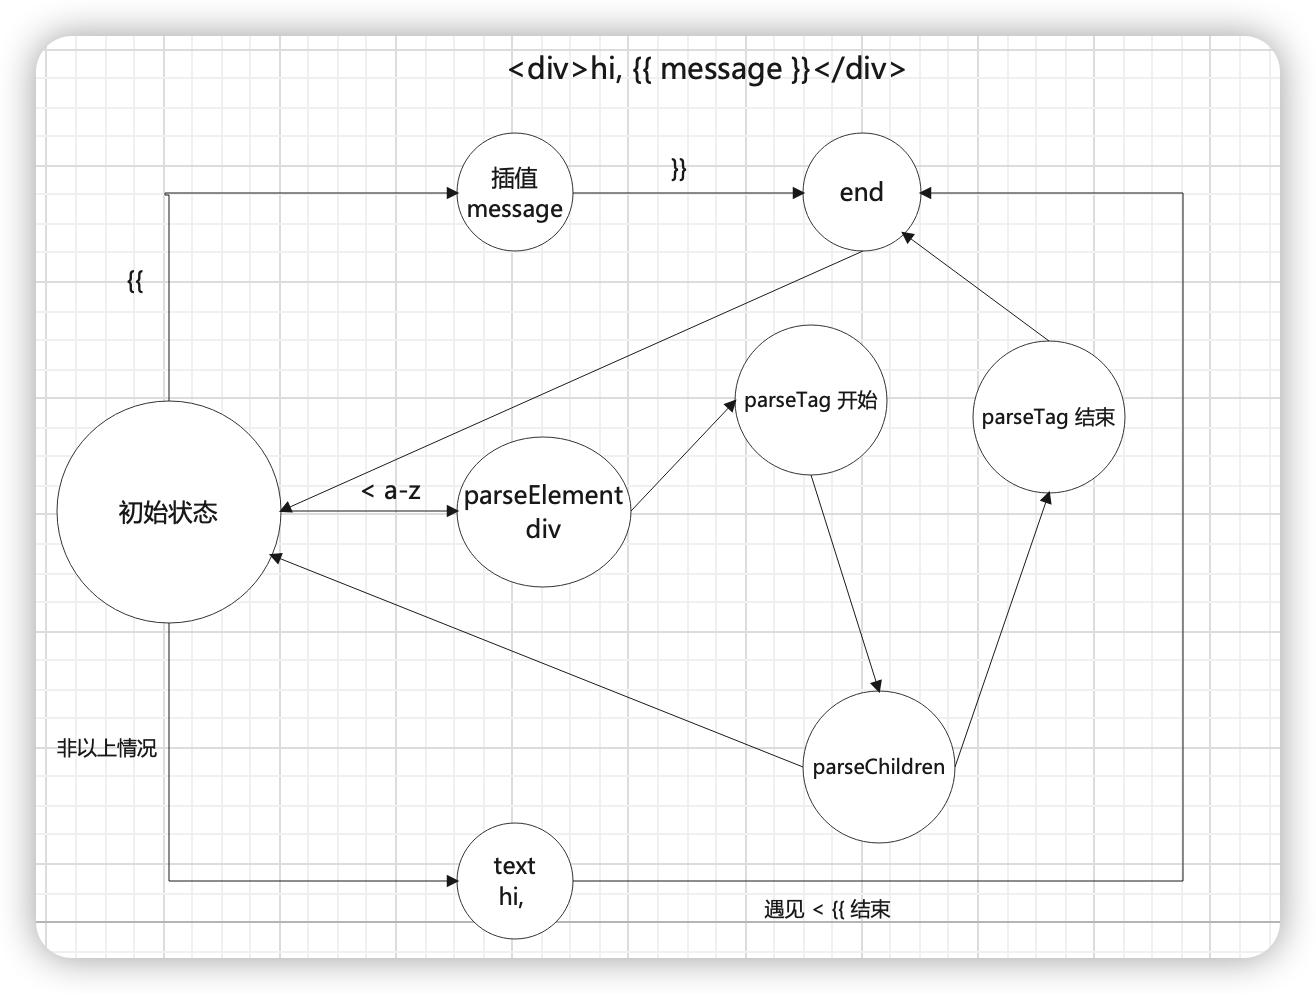 <div>hi, {{ message }}</div>
插值
message
}}
end
{{
parseTag 开始
parseTag 结束
< a-z
parseElement
div
初始状态
非以上情况
parseChildren
text
hi,
遇见 < {{ 结束